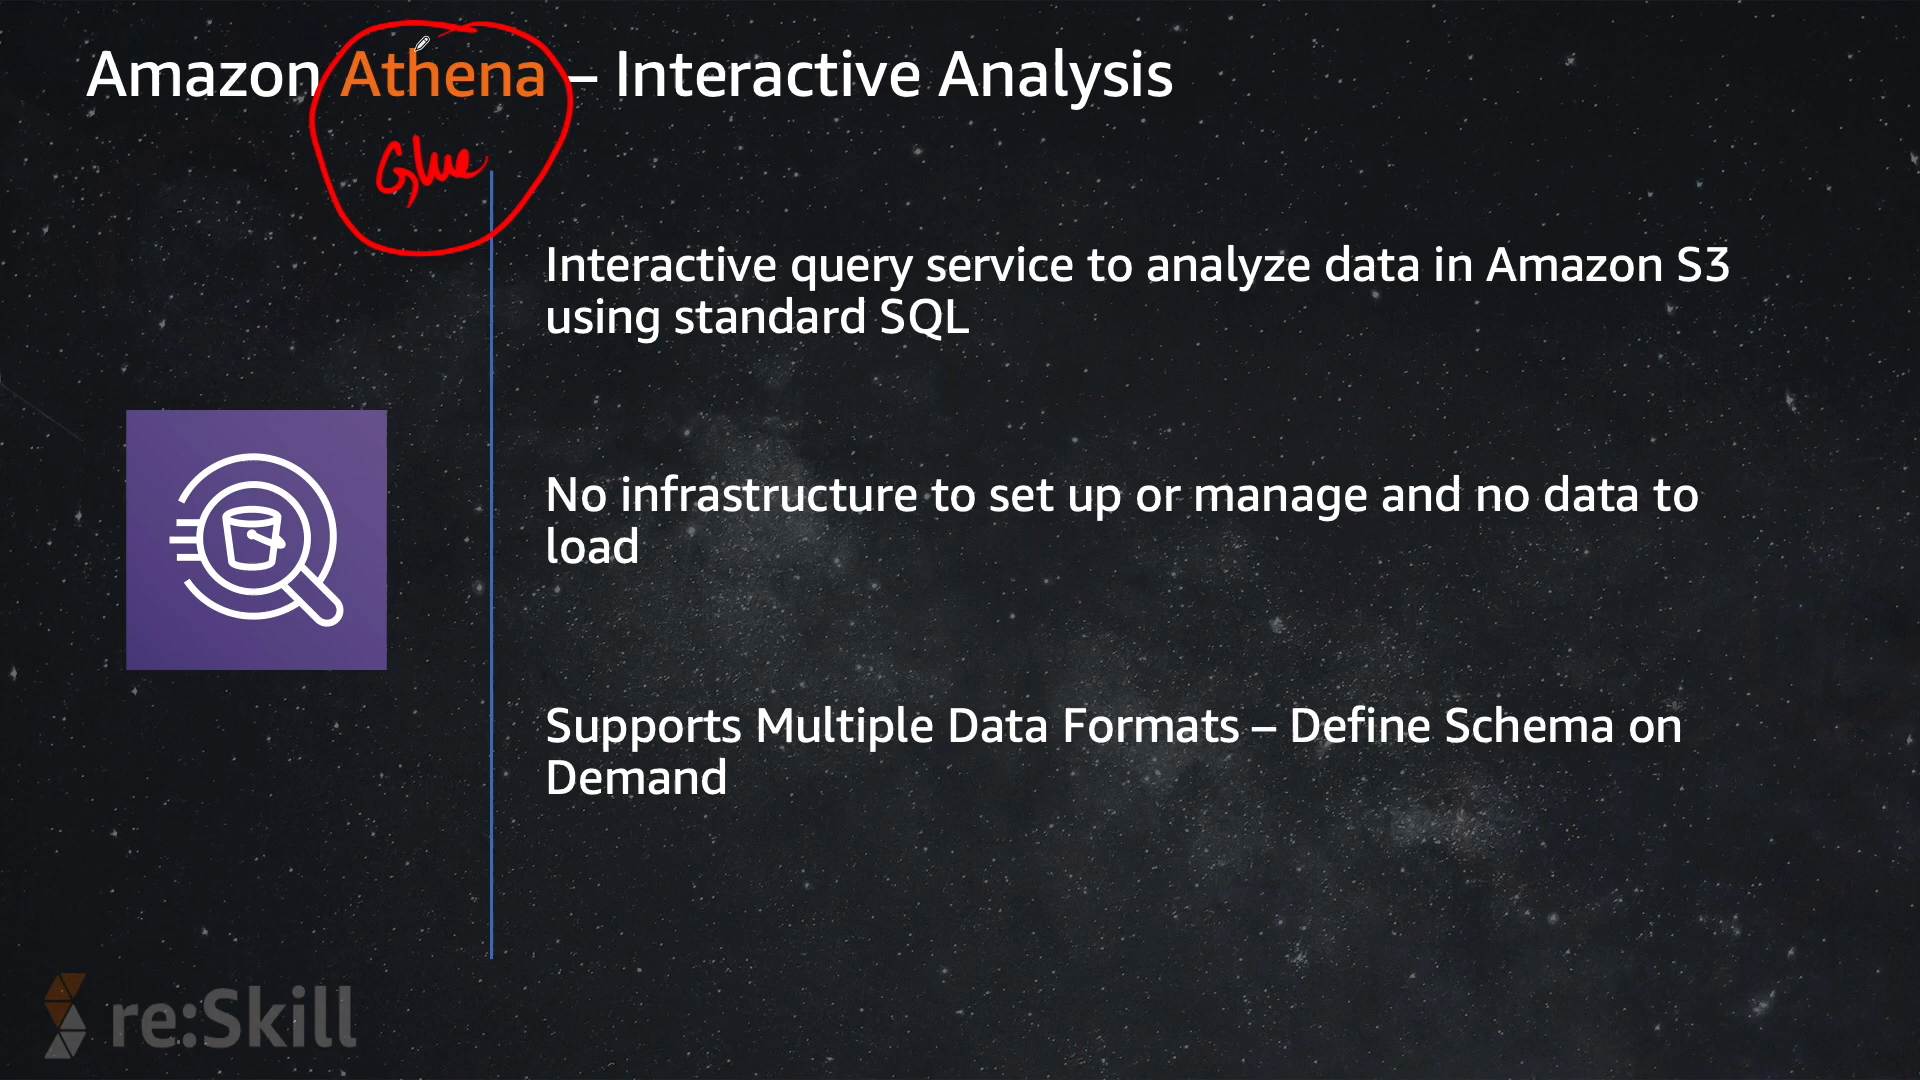 Amazon Athena – Interactive Analysis
Glue
Interactive query service to analyze data in Amazon S3
using standard SQL
No infrastructure to set up or manage and no data to
load
Supports Multiple Data Formats – Define Schema on
Demand
re:Skill